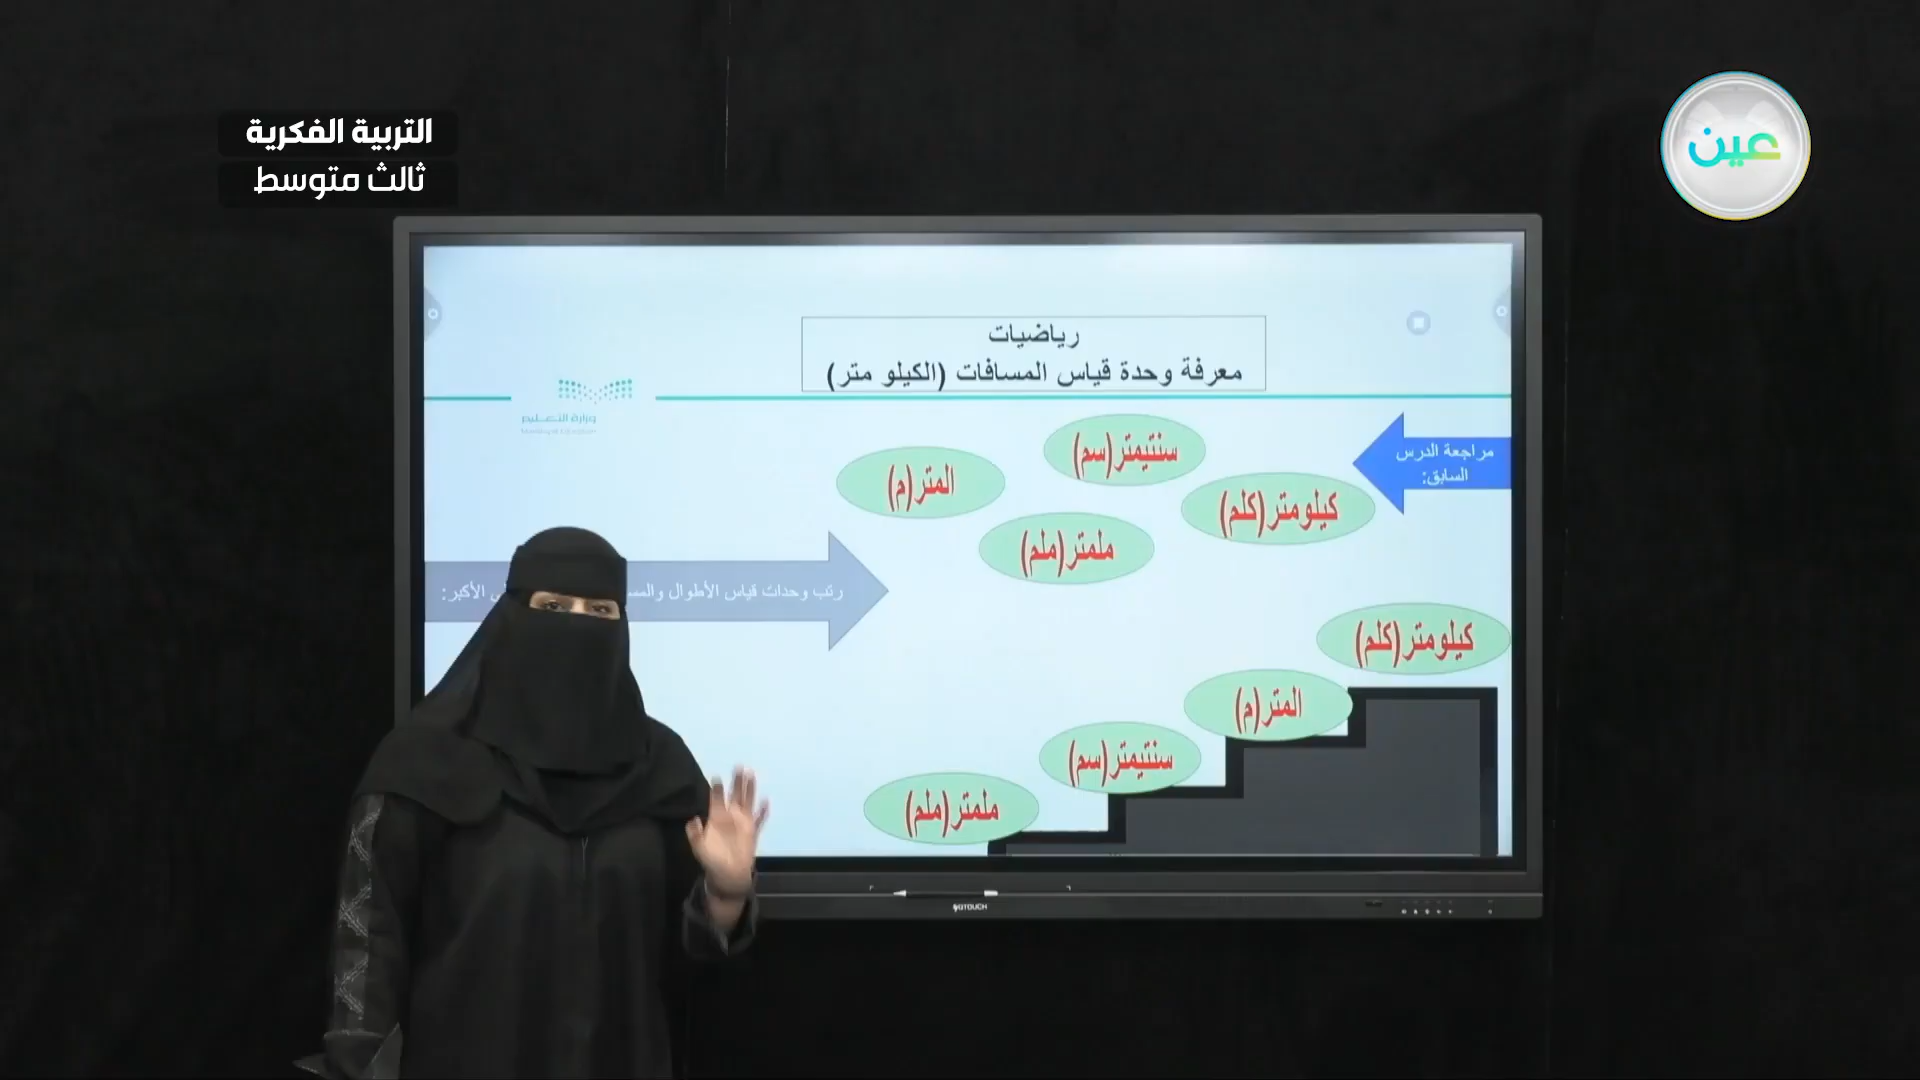 التربية الفكرية
ثالث متوسط
عين
رياضيات
معرفة وحدة قياس المسافات (الكيلو متر)
وزارة التعليم
مراجعة الدرس
السابق:
سنتيمتر(سم)
المتر(م)
كيلومتر(كلم)
ملمتر(ملم)
رتب وحدات قياس الأطوال الأكبر:
كيلومتر(كلم)
المتر(م)
سنتيمتر(سم)
ملمتر(ملم)